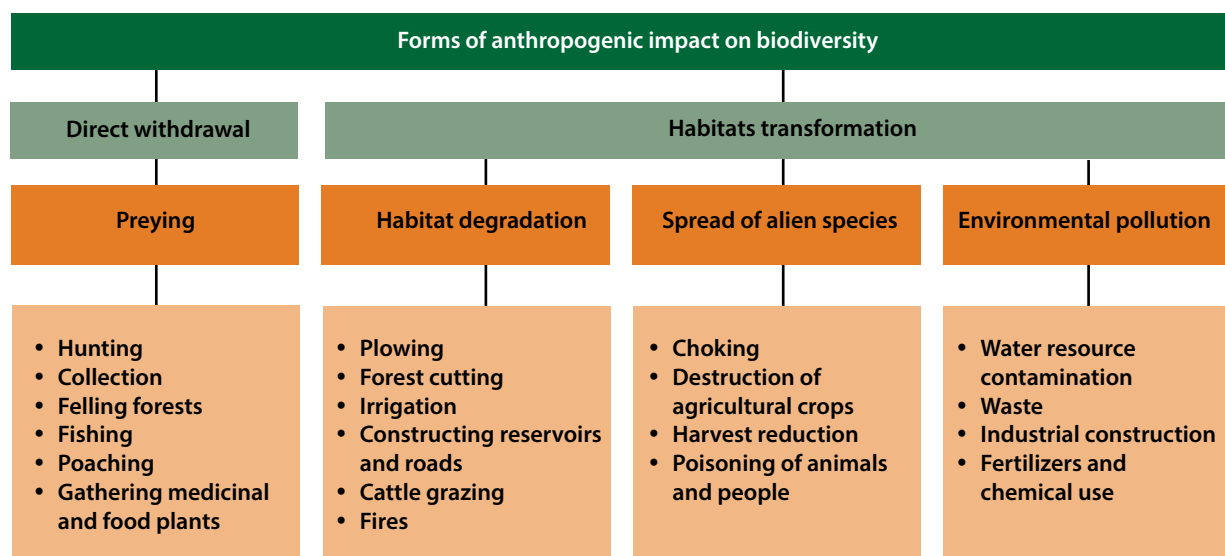 Forms of anthropogenic impact on biodiversity
Direct withdrawal
Habitats transformation
Preying
Habitat degradation
Spread of alien species
Environmental pollution
• Hunting
• Collection
• Felling forests
• Fishing
• Poaching
• Gathering medicinal
and food plants
• Plowing
• Forest cutting
• Irrigation
• Constructing reservoirs
and roads
• Cattle grazing
• Fires
• Choking
• Destruction of
agricultural crops
• Harvest reduction
• Poisoning of animals
and people
• Water resource
contamination
• Waste
• Industrial construction
• Fertilizers and
chemical use